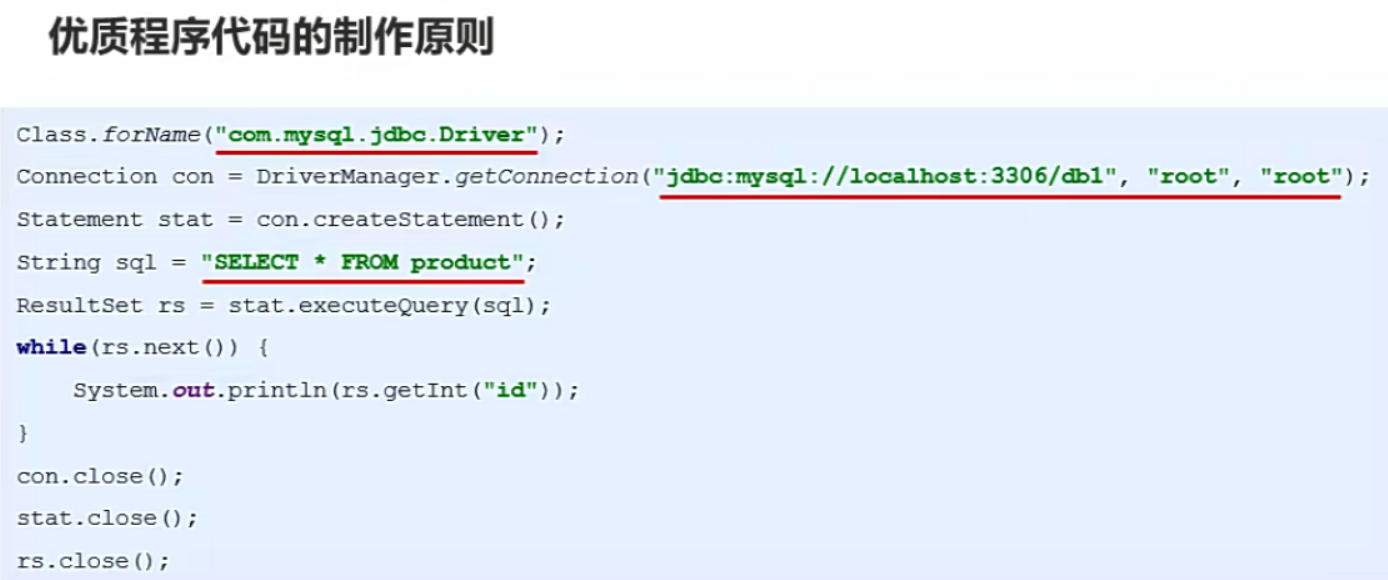 优质程序代码的制作原则
Class.forName("com.mysql.jdbc.Driver");
Connection con = DriverManager.getConnection("jdbc:mysql://localhost:3306/db1", "root", "root");
Statement stat = con.createStatement();
String sql = "SELECT * FROM product";
ResultSet rs = stat.executeQuery(sql);
while(rs.next()) {
    System.out.println(rs.getInt("id"));
}
con.close();
stat.close();
rs.close();